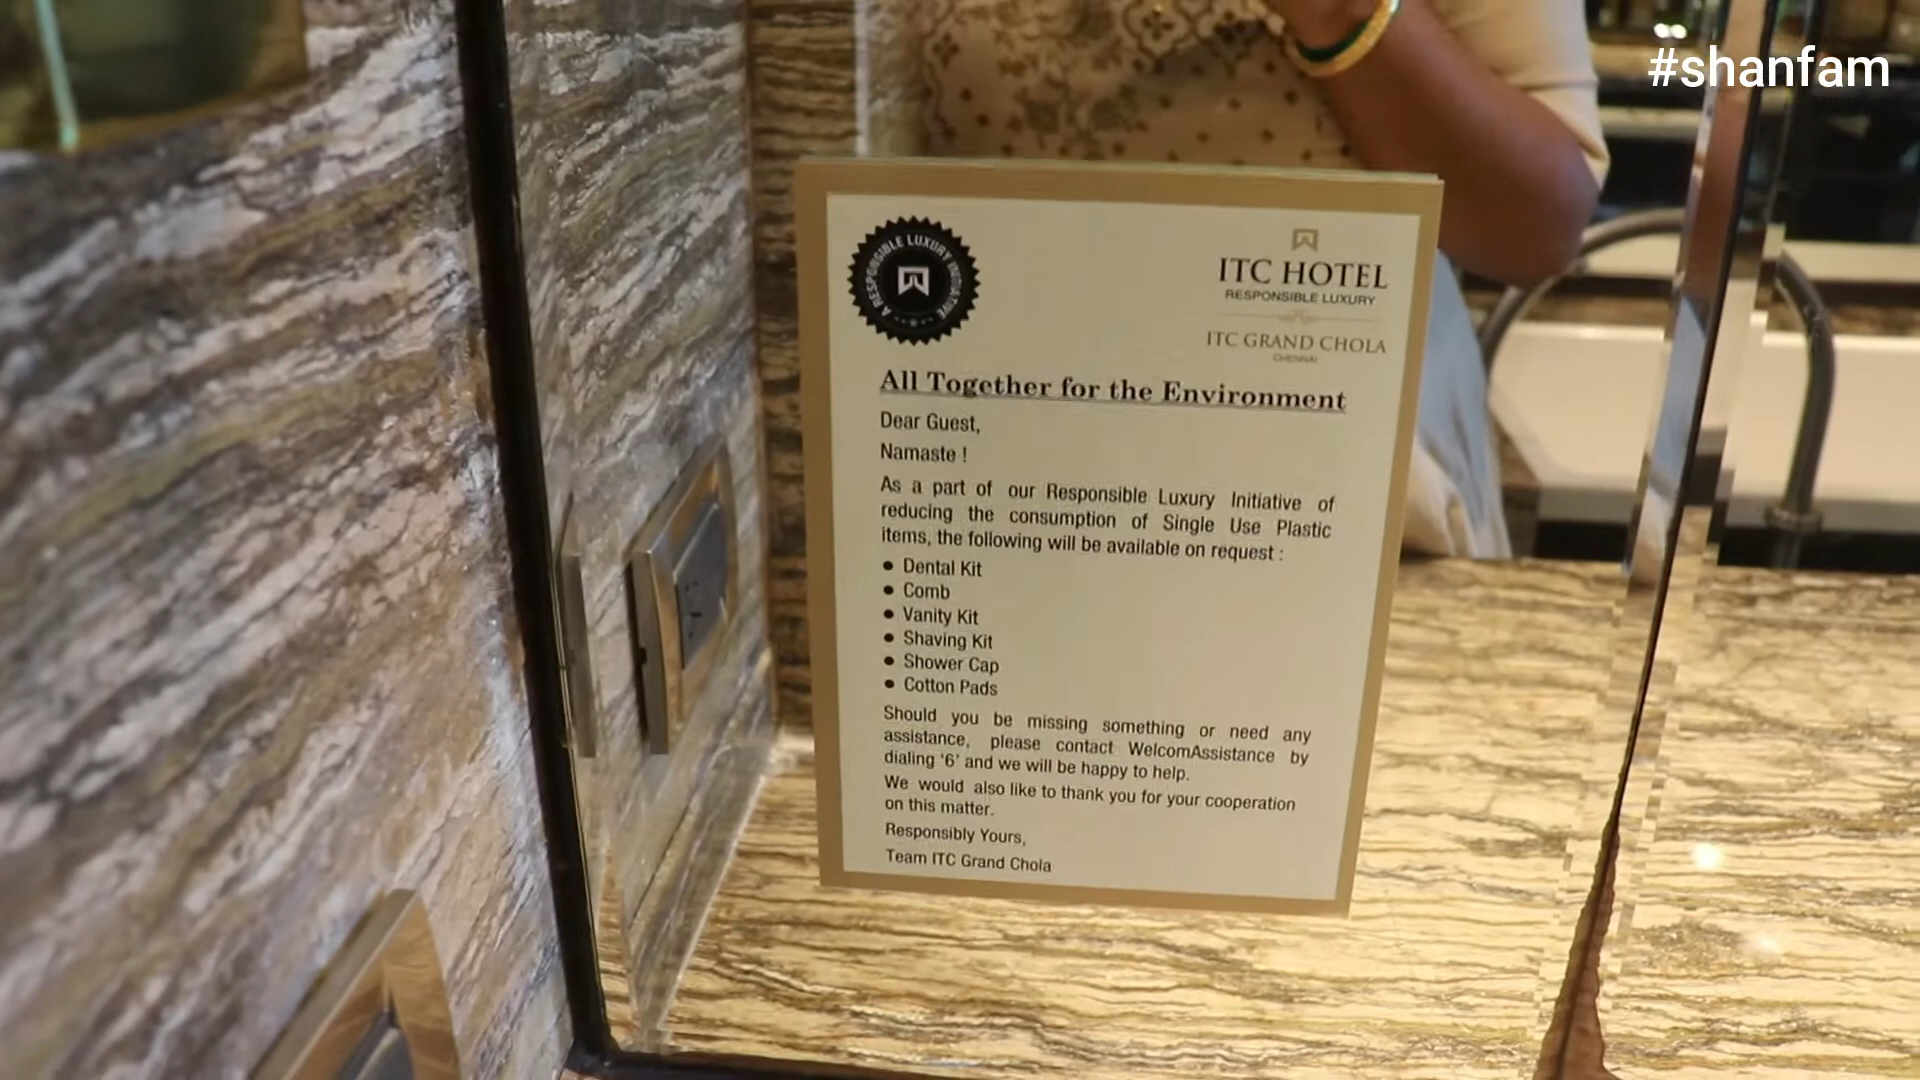 #shanfam
A RESPONSIBLE LUXURY INITIATIVE
ITC HOTEL
RESPONSIBLE LUXURY
ITC GRAND CHOLA
CHENNAI
All Together for the Environment
Dear Guest,
Namaste !
As a part of our Responsible Luxury Initiative of
reducing the consumption of Single Use Plastic
items, the following will be available on request :
• Dental Kit
• Comb
• Vanity Kit
• Shaving Kit
• Shower Cap
• Cotton Pads
Should you be missing something or need any
assistance, please contact WelcomAssistance by
dialing ‘6’ and we will be happy to help.
We would also like to thank you for your cooperation
on this matter.
Responsibly Yours,
Team ITC Grand Chola